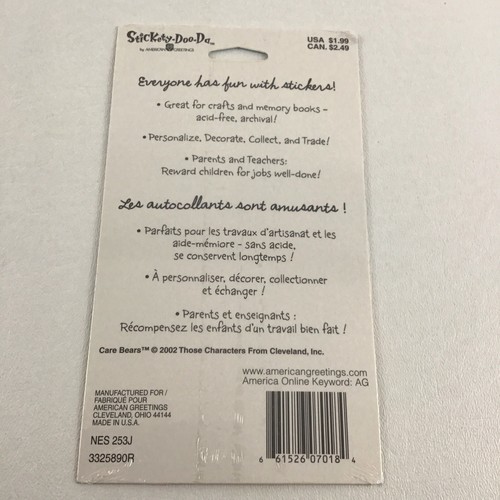 Stickety-Doo-Da™
by AMERICAN GREETINGS
USA $1.99
CAN. $2.49
Everyone has fun with stickers!
• Great for crafts and memory books –
acid-free, archival!
• Personalize, Decorate, Collect, and Trade!
• Parents and Teachers:
Reward children for jobs well-done!
Les autocollants sont amusants !
• Parfaits pour les travaux d'artisanat et les
aide-mémoire – sans acide,
se conservent longtemps !
• À personnaliser, décorer, collectionner
et échanger !
• Parents et enseignants :
Récompensez les enfants d'un travail bien fait !
Care Bears™ © 2002 Those Characters From Cleveland, Inc.
www.americangreetings.com
America Online Keyword: AG
MANUFACTURED FOR /
FABRIQUÉ POUR
AMERICAN GREETINGS
CLEVELAND, OHIO 44144
MADE IN U.S.A.
NES 253J
3325890R
6 61526 07018 4